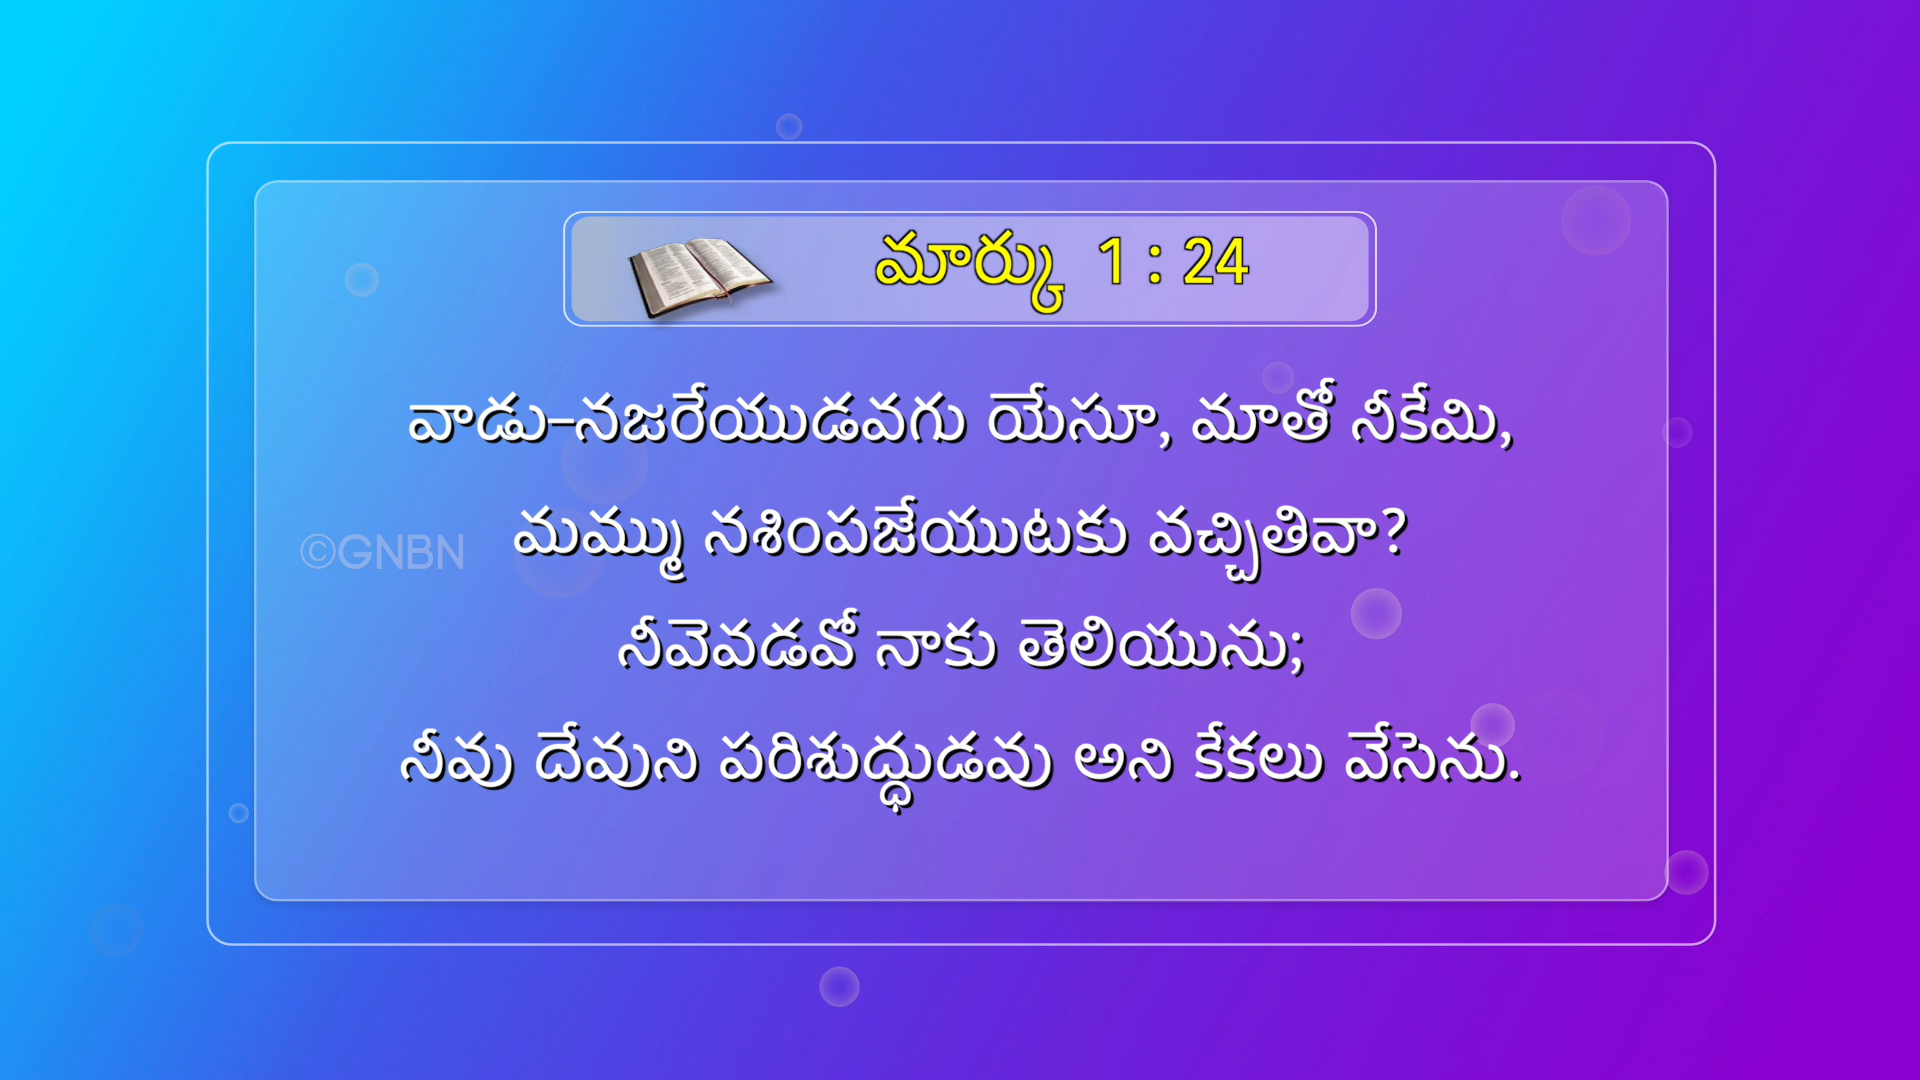 మార్కు 1 : 24
వాడు–నజరేయుడవగు యేసూ, మాతో నీకేమి,
మమ్ము నశింపజేయుటకు వచ్చితివా?
©GNBN
నీవెవడవో నాకు తెలియును;
నీవు దేవుని పరిశుద్ధుడవు అని కేకలు వేసెను.